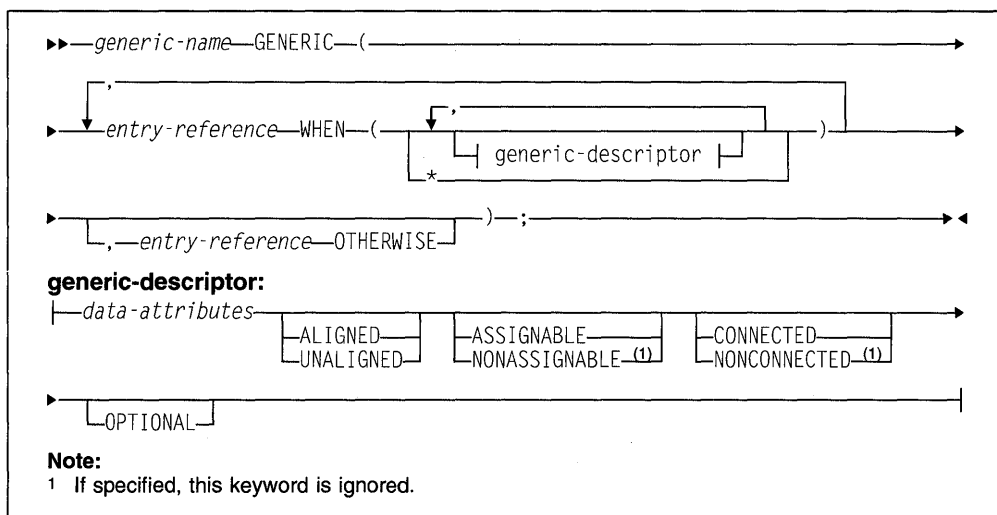 generic-name GENERIC (
,
entry-reference WHEN ( , generic-descriptor )
*
, entry-reference OTHERWISE ) ;
generic-descriptor:
data-attributes
ALIGNED ASSIGNABLE CONNECTED
UNALIGNED NONASSIGNABLE (1) NONCONNECTED (1)
OPTIONAL
Note:
1 If specified, this keyword is ignored.